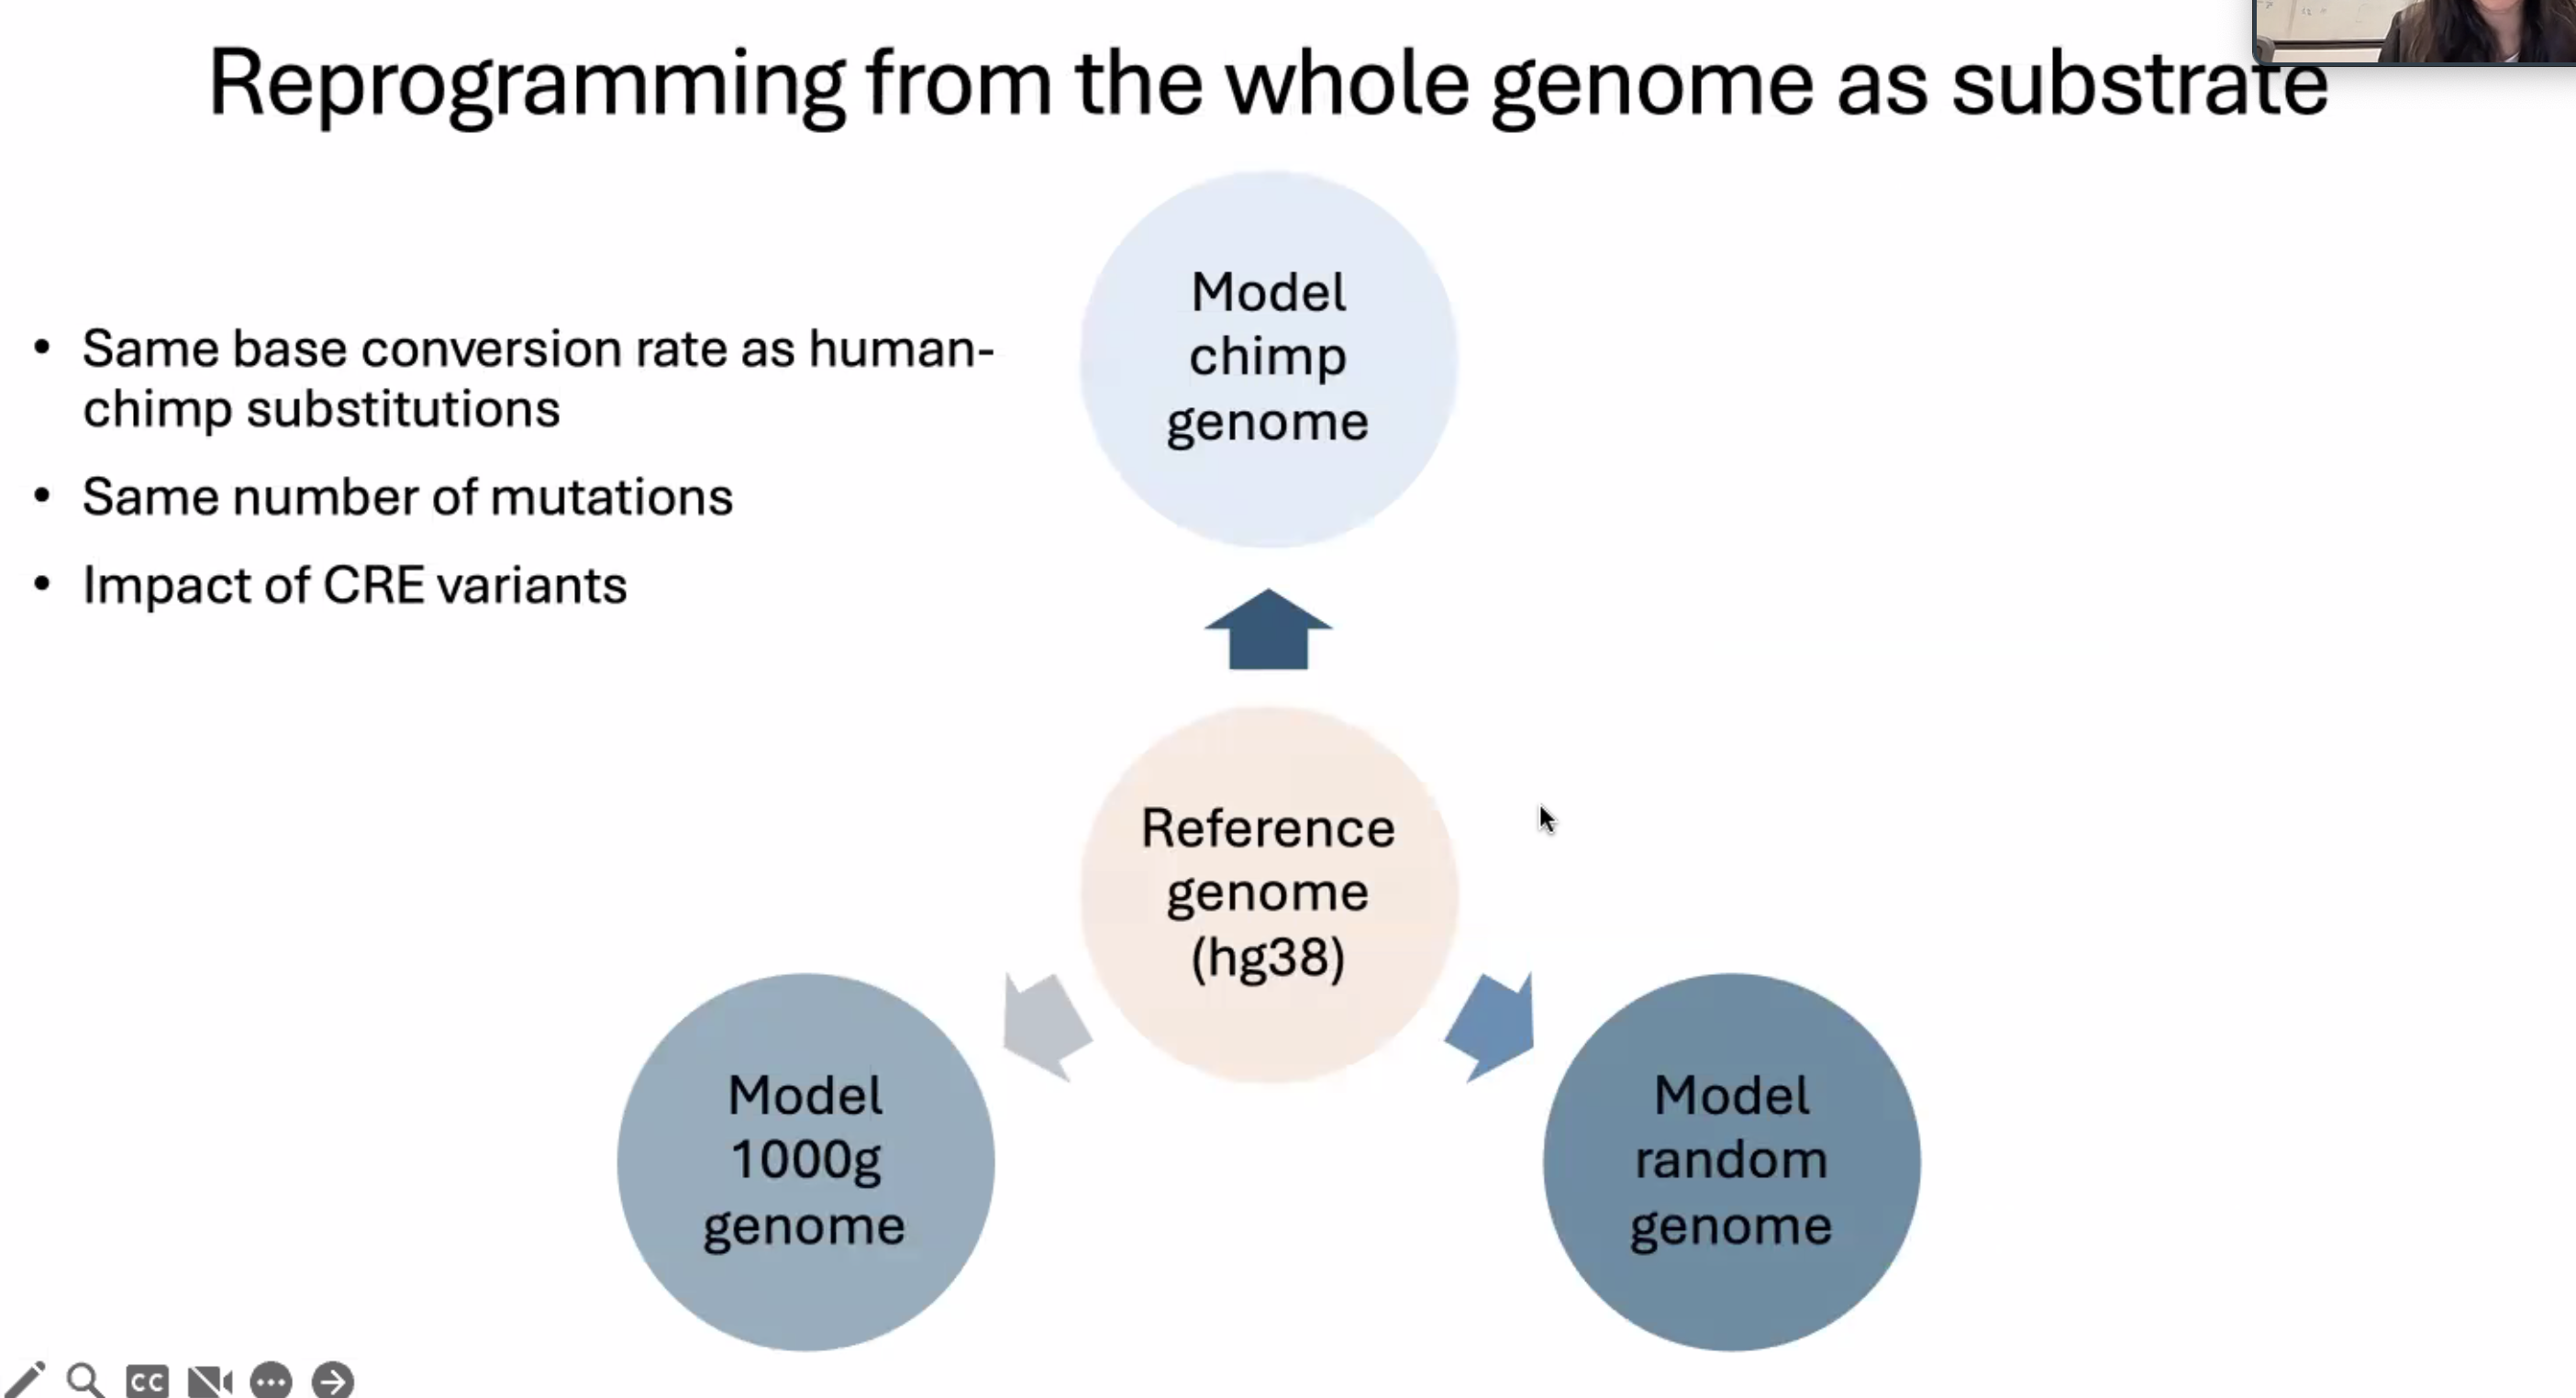 Reprogramming from the whole genome as substrate
• Same base conversion rate as human-
chimp substitutions
• Same number of mutations
• Impact of CRE variants
Model
chimp
genome
Reference
genome
(hg38)
Model
1000g
genome
Model
random
genome
CC